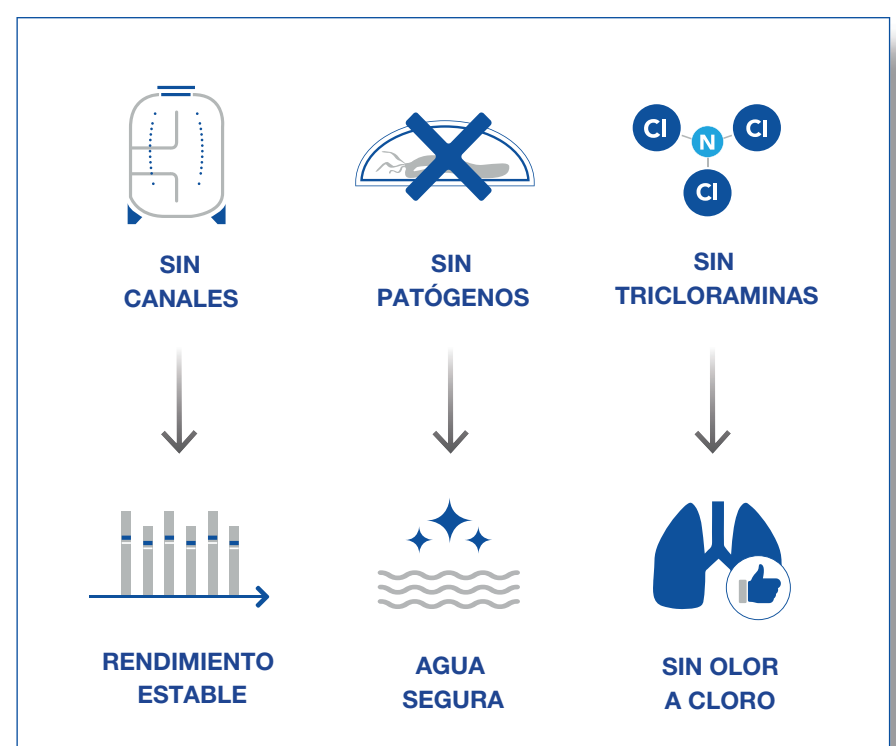 Cl N Cl
Cl
SIN
CANALES
SIN
PATÓGENOS
SIN
TRICLORAMINAS
RENDIMIENTO
ESTABLE
AGUA
SEGURA
SIN OLOR
A CLORO